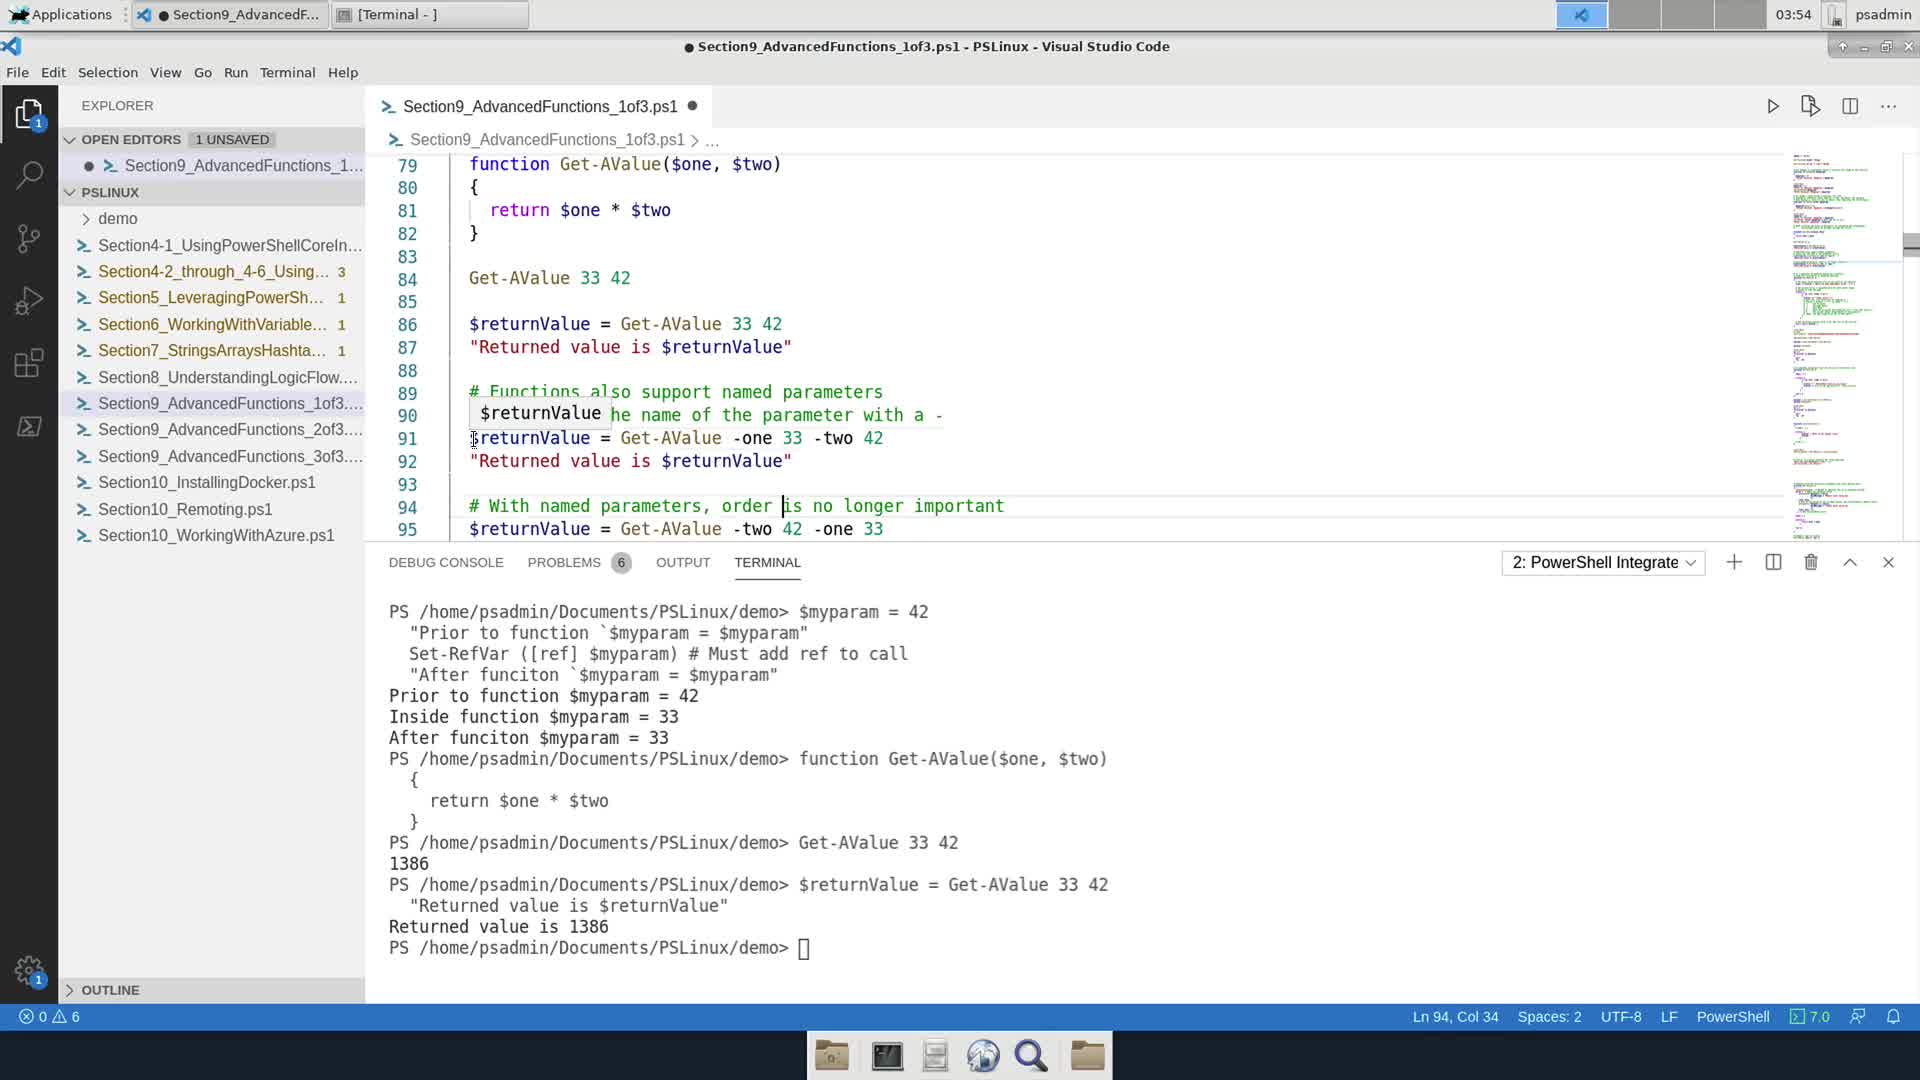 Applications
● Section9_AdvancedF...
[Terminal - ]
03:54
psadmin
● Section9_AdvancedFunctions_1of3.ps1 - PSLinux - Visual Studio Code
File Edit Selection View Go Run Terminal Help
EXPLORER
OPEN EDITORS 1 UNSAVED
Section9_AdvancedFunctions_1...
PSLINUX
demo
Section4-1_UsingPowerShellCoreIn...
Section4-2_through_4-6_Using... 3
Section5_LeveragingPowerSh... 1
Section6_WorkingWithVariable... 1
Section7_StringsArraysHashta... 1
Section8_UnderstandingLogicFlow....
Section9_AdvancedFunctions_1of3....
Section9_AdvancedFunctions_2of3....
Section9_AdvancedFunctions_3of3....
Section10_InstallingDocker.ps1
Section10_Remoting.ps1
Section10_WorkingWithAzure.ps1
OUTLINE
1
1
Section9_AdvancedFunctions_1of3.ps1 ●
Section9_AdvancedFunctions_1of3.ps1 > ...
79 function Get-AValue($one, $two)
80 {
81 return $one * $two
82 }
83
84 Get-AValue 33 42
85
86 $returnValue = Get-AValue 33 42
87 "Returned value is $returnValue"
88
89 # Functions also support named parameters
90 $returnValue he name of the parameter with a -
91 $returnValue = Get-AValue -one 33 -two 42
92 "Returned value is $returnValue"
93
94 # With named parameters, order is no longer important
95 $returnValue = Get-AValue -two 42 -one 33
DEBUG CONSOLE PROBLEMS 6 OUTPUT TERMINAL
2: PowerShell Integrate
PS /home/psadmin/Documents/PSLinux/demo> $myparam = 42
"Prior to function `$myparam = $myparam"
Set-RefVar ([ref] $myparam) # Must add ref to call
"After funciton `$myparam = $myparam"
Prior to function $myparam = 42
Inside function $myparam = 33
After funciton $myparam = 33
PS /home/psadmin/Documents/PSLinux/demo> function Get-AValue($one, $two)
{
return $one * $two
}
PS /home/psadmin/Documents/PSLinux/demo> Get-AValue 33 42
1386
PS /home/psadmin/Documents/PSLinux/demo> $returnValue = Get-AValue 33 42
"Returned value is $returnValue"
Returned value is 1386
PS /home/psadmin/Documents/PSLinux/demo>
0 6
Ln 94, Col 34 Spaces: 2 UTF-8 LF PowerShell 7.0